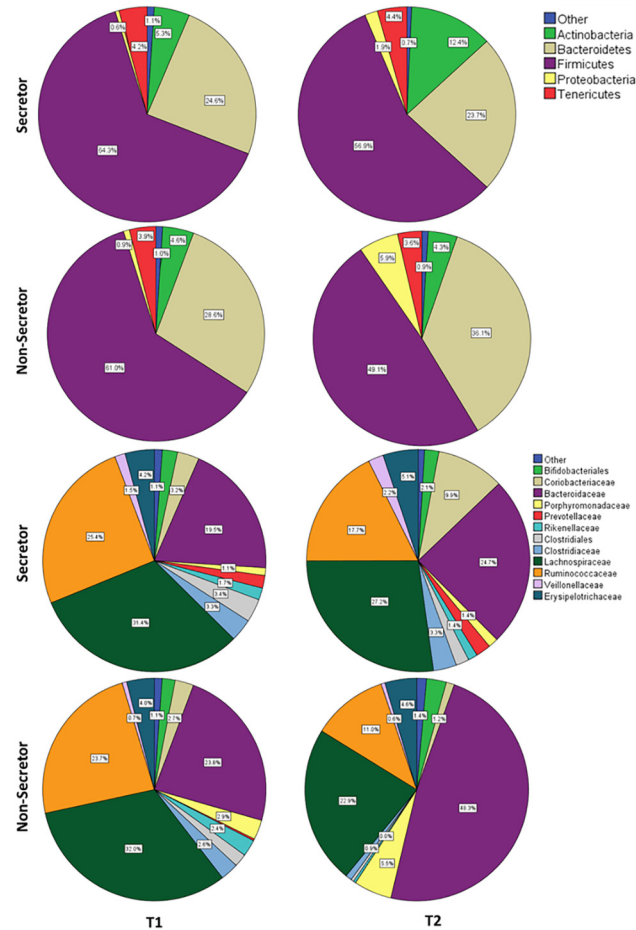 Secretor
1.1%
5.3%
24.6%
64.3%
0.6%
4.2%
0.7%
12.4%
23.7%
56.9%
1.9%
4.4%
Other
Actinobacteria
Bacteroidetes
Firmicutes
Proteobacteria
Tenericutes
Non-Secretor
1.0%
4.6%
28.6%
61.0%
0.9%
3.9%
0.9%
4.3%
36.1%
49.1%
5.9%
3.6%
Secretor
1.1%
3.2%
19.5%
1.1%
1.7%
3.4%
3.3%
31.4%
25.4%
1.5%
4.2%
2.1%
9.9%
24.7%
1.4%
1.4%
3.3%
27.2%
17.7%
2.2%
5.1%
Other
Bifidobacteriales
Coriobacteriaceae
Bacteroidaceae
Porphyromonadaceae
Prevotellaceae
Rikenellaceae
Clostridiales
Clostridiaceae
Lachnospiraceae
Ruminococcaceae
Veillonellaceae
Erysipelotrichaceae
Non-Secretor
1.1%
2.7%
23.8%
2.9%
2.4%
2.6%
32.0%
23.7%
0.7%
4.0%
1.4%
1.2%
5.5%
0.9%
22.9%
11.0%
0.6%
4.6%
T1
T2